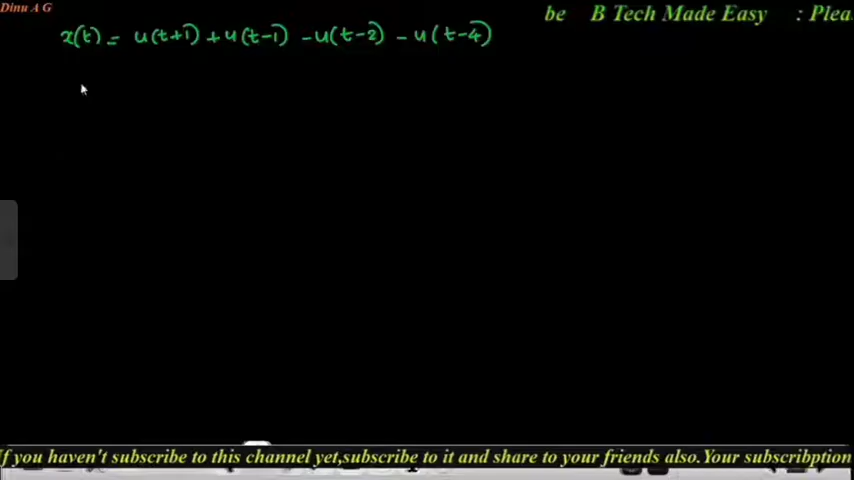 Dinu A G
be B Tech Made Easy : Plea
x(t) = u(t+1) + u(t-1) - u(t-2) - u(t-4)
If you haven't subscribe to this channel yet,subscribe to it and share to your friends also.Your subscribption